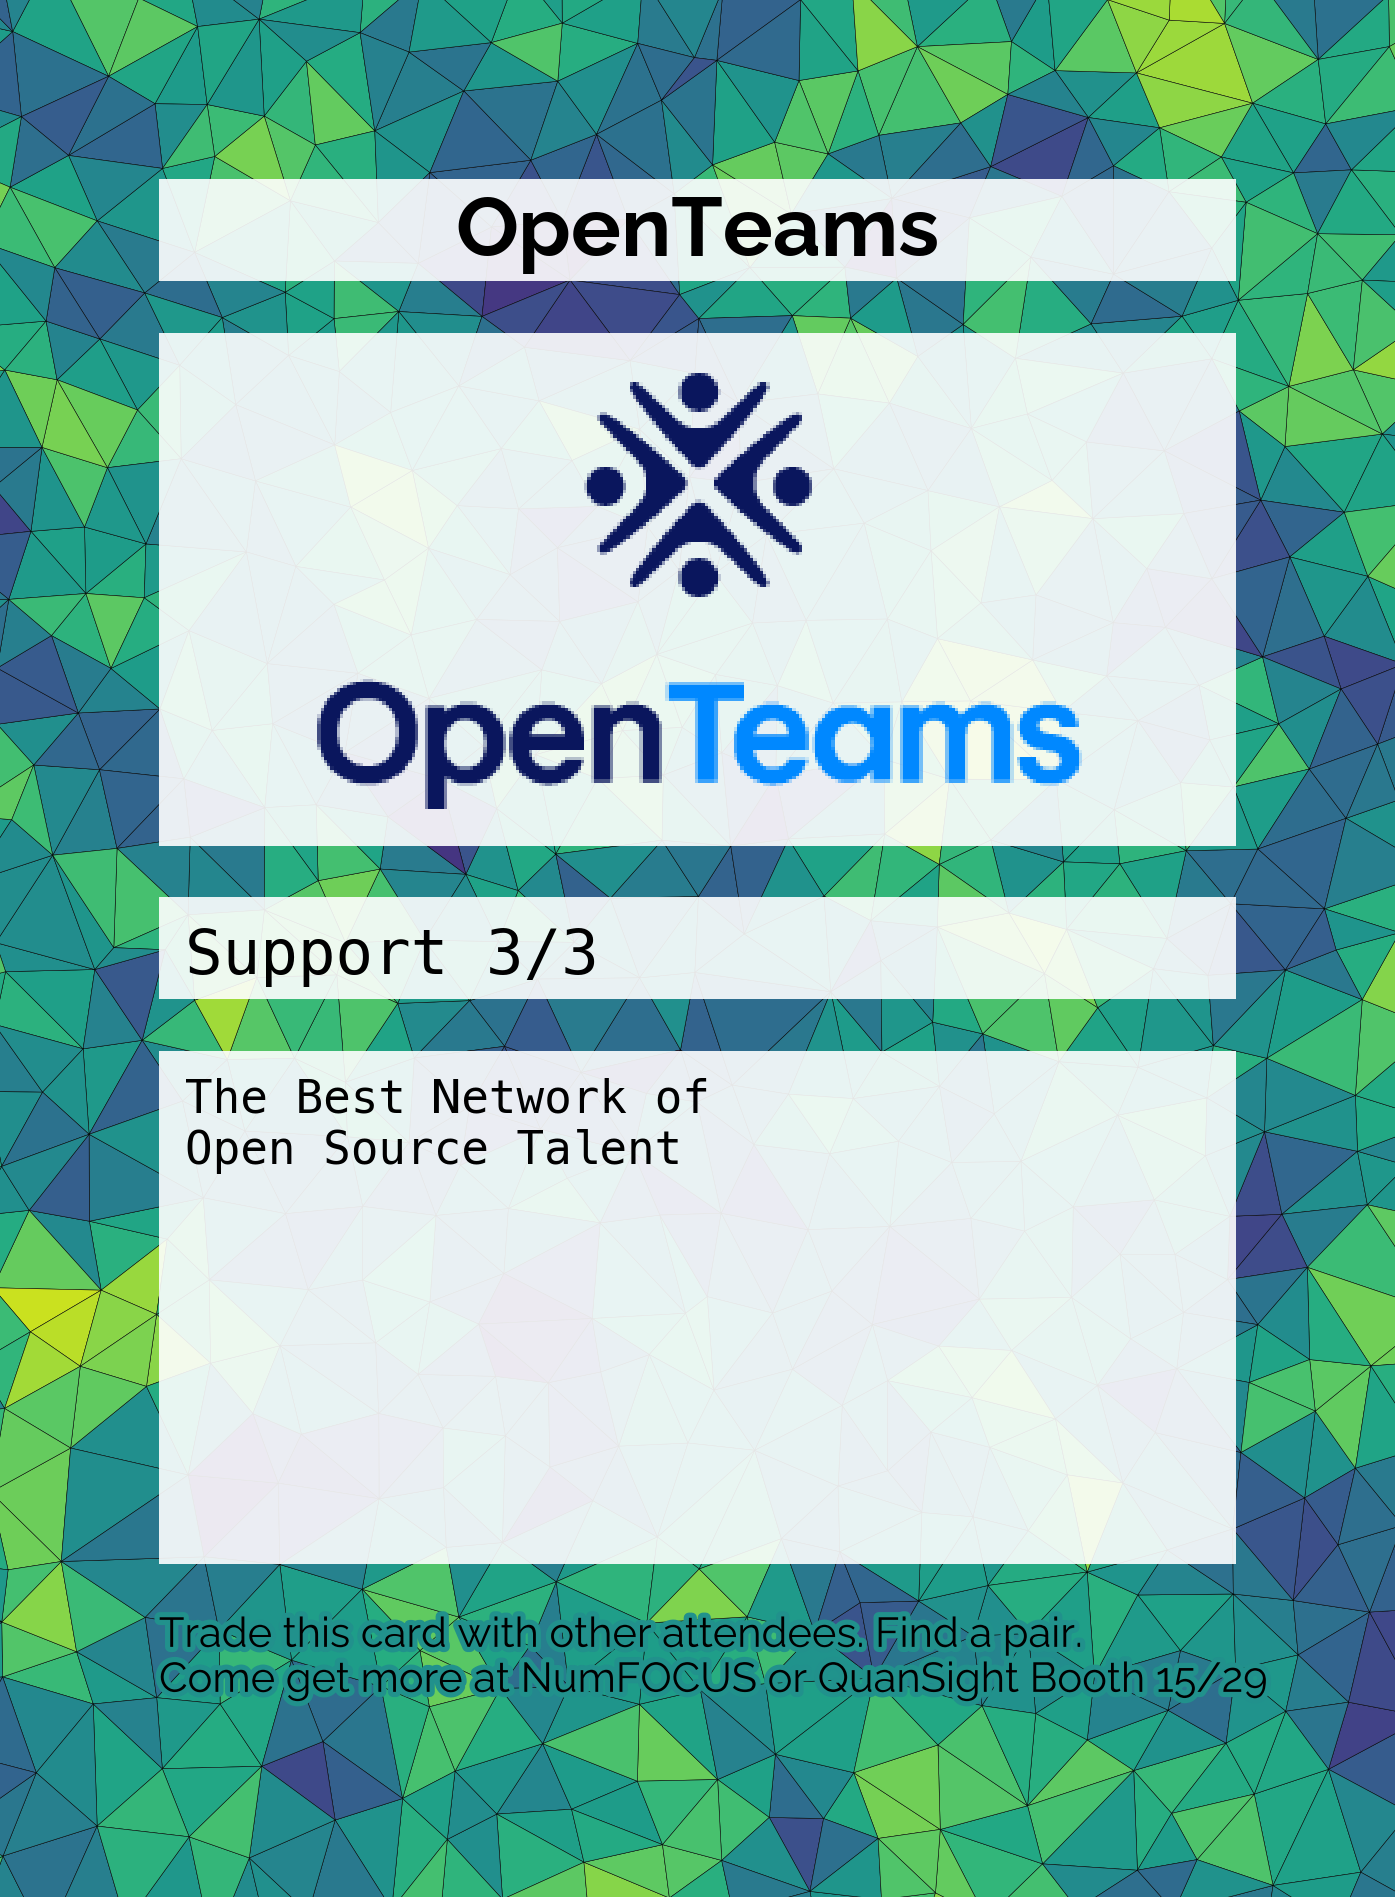 OpenTeams
OpenTeams
Support 3/3
The Best Network of
Open Source Talent
Trade this card with other attendees. Find a pair.
Come get more at NumFOCUS or QuanSight Booth 15/29